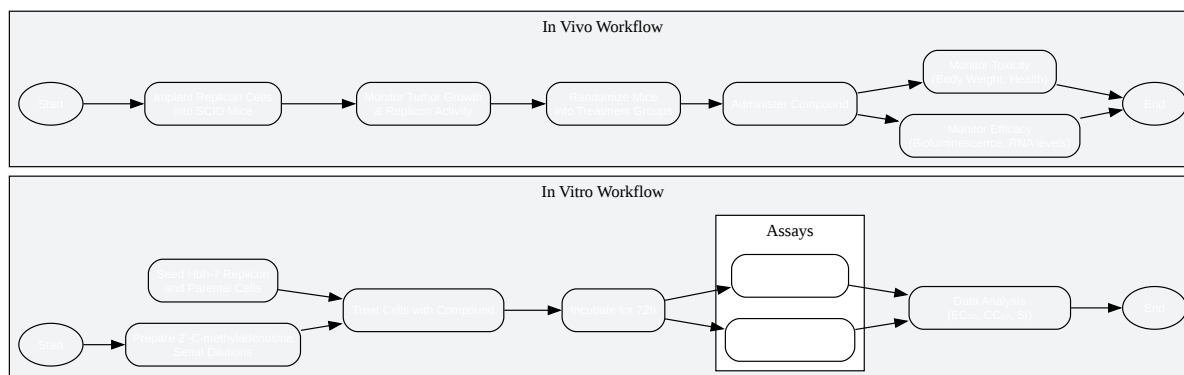 In Vivo Workflow
Start
Implant Replicon Cells
into SCID Mice
Monitor Tumor Growth
& Replicon Activity
Randomize Mice
into Treatment Groups
Administer Compound
Monitor Toxicity
(Body Weight, Health)
Monitor Efficacy
(Bioluminescence, RNA levels)
End
In Vitro Workflow
Start
Seed Huh-7 Replicon
and Parental Cells
Prepare 2'-C-methyladenosine
Serial Dilutions
Treat Cells with Compound
Incubate for 72h
Assays
Data Analysis
(EC₅₀, CC₅₀, SI)
End